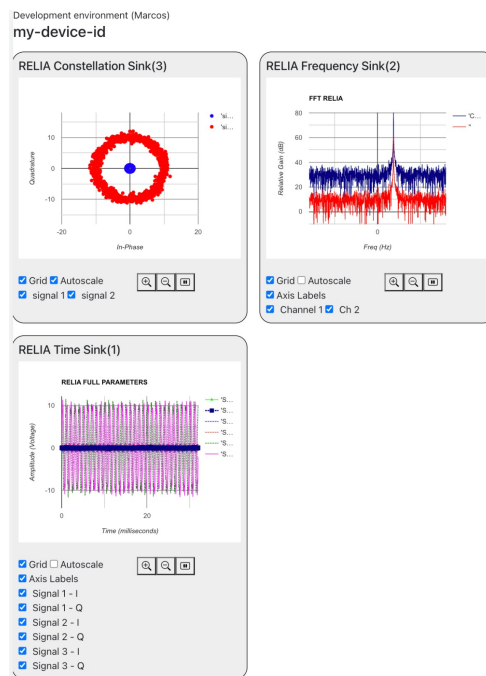 Development environment (Marcos)
my-device-id
RELIA Constellation Sink(3)
'si...
'si...
10
0
-10
Quadrature
-20
0
20
In-Phase
Grid Autoscale
signal 1 signal 2
RELIA Frequency Sink(2)
FFT RELIA
'C...
"
80
60
40
20
0
Relative Gain (dB)
0
Freq (Hz)
Grid Autoscale
Axis Labels
Channel 1 Ch 2
RELIA Time Sink(1)
RELIA FULL PARAMETERS
'S...
'S...
'S...
'S...
'S...
'S...
10
0
-10
Amplitude (Voltage)
0
20
Time (milliseconds)
Grid Autoscale
Axis Labels
Signal 1 - I
Signal 1 - Q
Signal 2 - I
Signal 2 - Q
Signal 3 - I
Signal 3 - Q